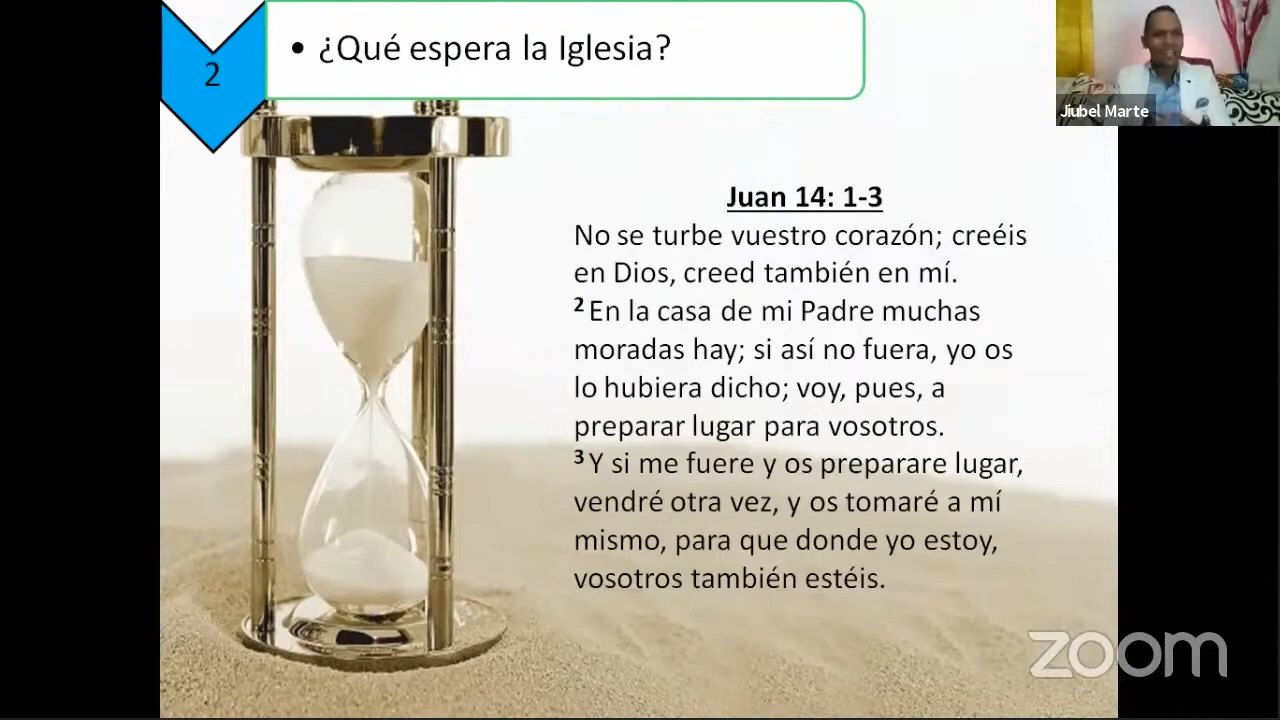 2
• ¿Qué espera la Iglesia?
Jiubel Marte
Juan 14: 1-3
No se turbe vuestro corazón; creéis
en Dios, creed también en mí.
² En la casa de mi Padre muchas
moradas hay; si así no fuera, yo os
lo hubiera dicho; voy, pues, a
preparar lugar para vosotros.
³ Y si me fuere y os preparare lugar,
vendré otra vez, y os tomaré a mí
mismo, para que donde yo estoy,
vosotros también estéis.
zoom